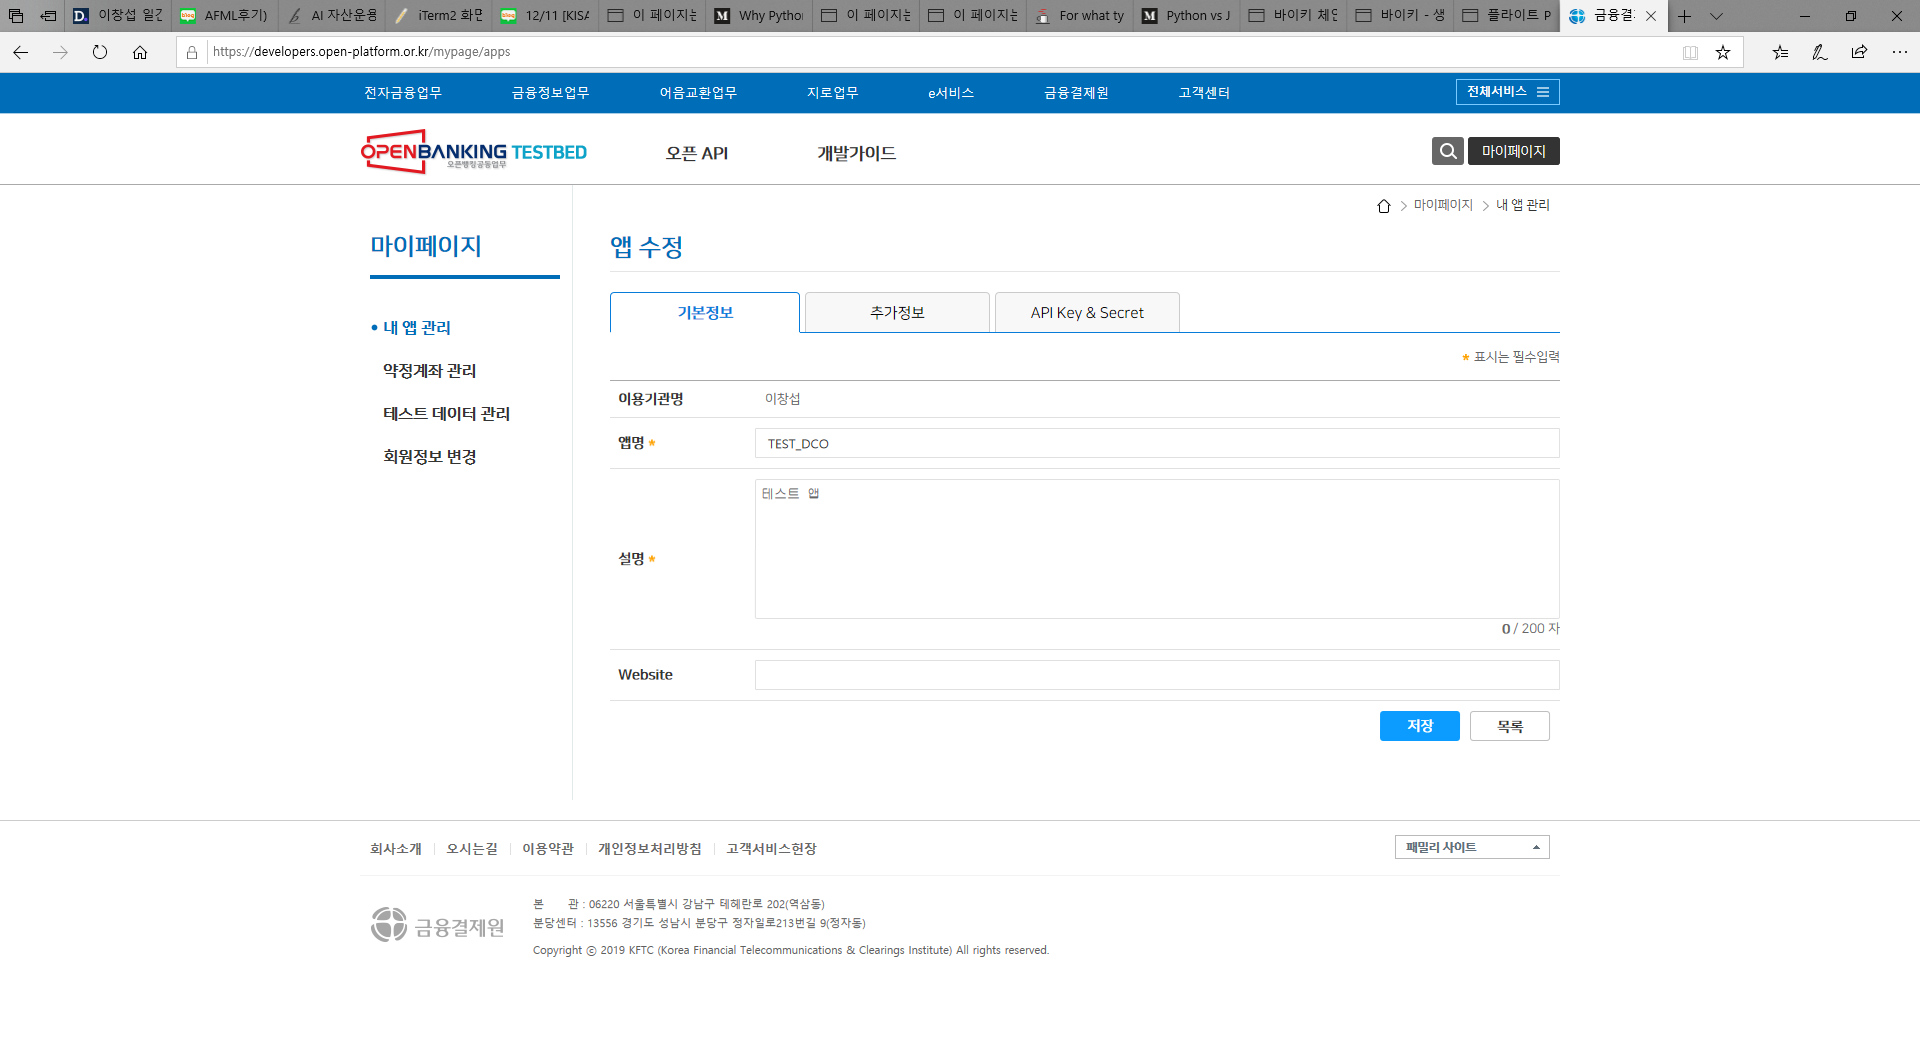 이창섭 일간
AFML후기)
AI 자산운용
iTerm2 화면
12/11 [KISA
이 페이지는
Why Pytho
이 페이지는
이 페이지는
For what ty
Python vs J
바이키 체인
바이키 - 생
플라이트 P
금융결
https://developers.open-platform.or.kr/mypage/apps
전자금융업무 금융정보업무 어음교환업무 지로업무 e서비스 금융결제원 고객센터 전체서비스
OPENBANKING TESTBED
오픈뱅킹공동업무
오픈 API 개발가이드 마이페이지
마이페이지 내 앱 관리
마이페이지
내 앱 관리
약정계좌 관리
테스트 데이터 관리
회원정보 변경
앱 수정
기본정보 추가정보 API Key & Secret
* 표시는 필수입력
이용기관명 이창섭
앱명 * TEST_DCO
설명 * 테스트 앱
0 / 200 자
Website
저장 목록
회사소개 오시는길 이용약관 개인정보처리방침 고객서비스헌장 패밀리 사이트
금융결제원
본 관 : 06220 서울특별시 강남구 테헤란로 202(역삼동)
분당센터 : 13556 경기도 성남시 분당구 정자일로213번길 9(정자동)
Copyright ⓒ 2019 KFTC (Korea Financial Telecommunications & Clearings Institute) All rights reserved.